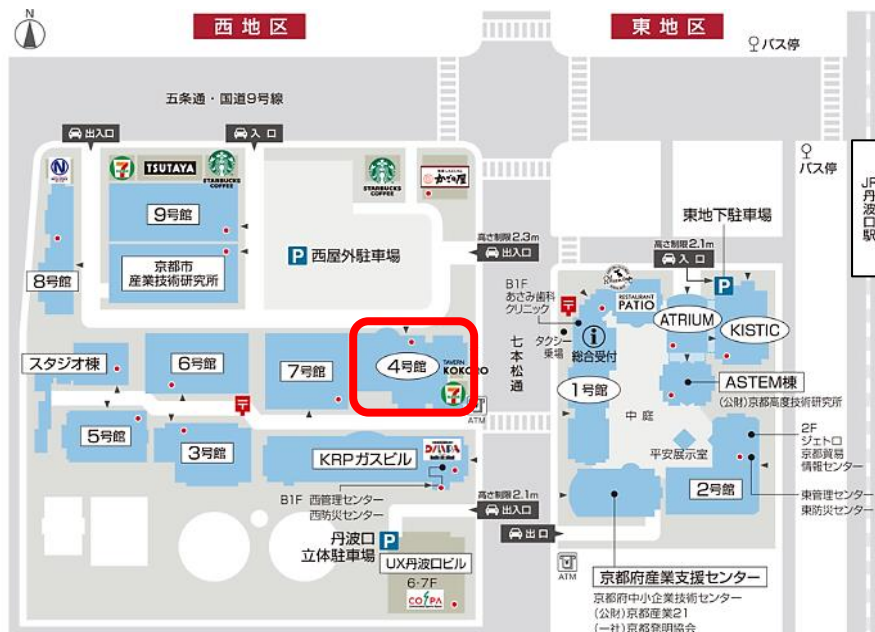 N
西地区
東地区
バス停
五条通・国道9号線
出入口
入口
バス停
TSUTAYA
STARBUCKS
COFFEE
STARBUCKS
COFFEE
かごの屋
JR丹波口駅
9号館
高さ制限2.3m
出入口
東地下駐車場
高さ制限2.1m
入口
P 西屋外駐車場
京都市
産業技術研究所
8号館
B1F
あさみ歯科
クリニック
RESTAURANT
PATIO
P
ATRIUM
KISTIC
タクシー
乗場
総合受付
七本松通
スタジオ棟
6号館
7号館
4号館
TAVERN
KOKORO
1号館
ASTEM棟
(公財)京都高度技術研究所
ATM
中庭
5号館
3号館
KRPガスビル
平安展示室
2F
ジェトロ
京都貿易
情報センター
2号館
B1F 西管理センター
西防災センター
高さ制限2.1m
出入口
東管理センター
東防災センター
出口
丹波口
立体駐車場
P
UX丹波口ビル
6・7F
CO PA
ATM
京都府産業支援センター
京都府中小企業技術センター
(公財)京都産業21
(一社)京都発明協会